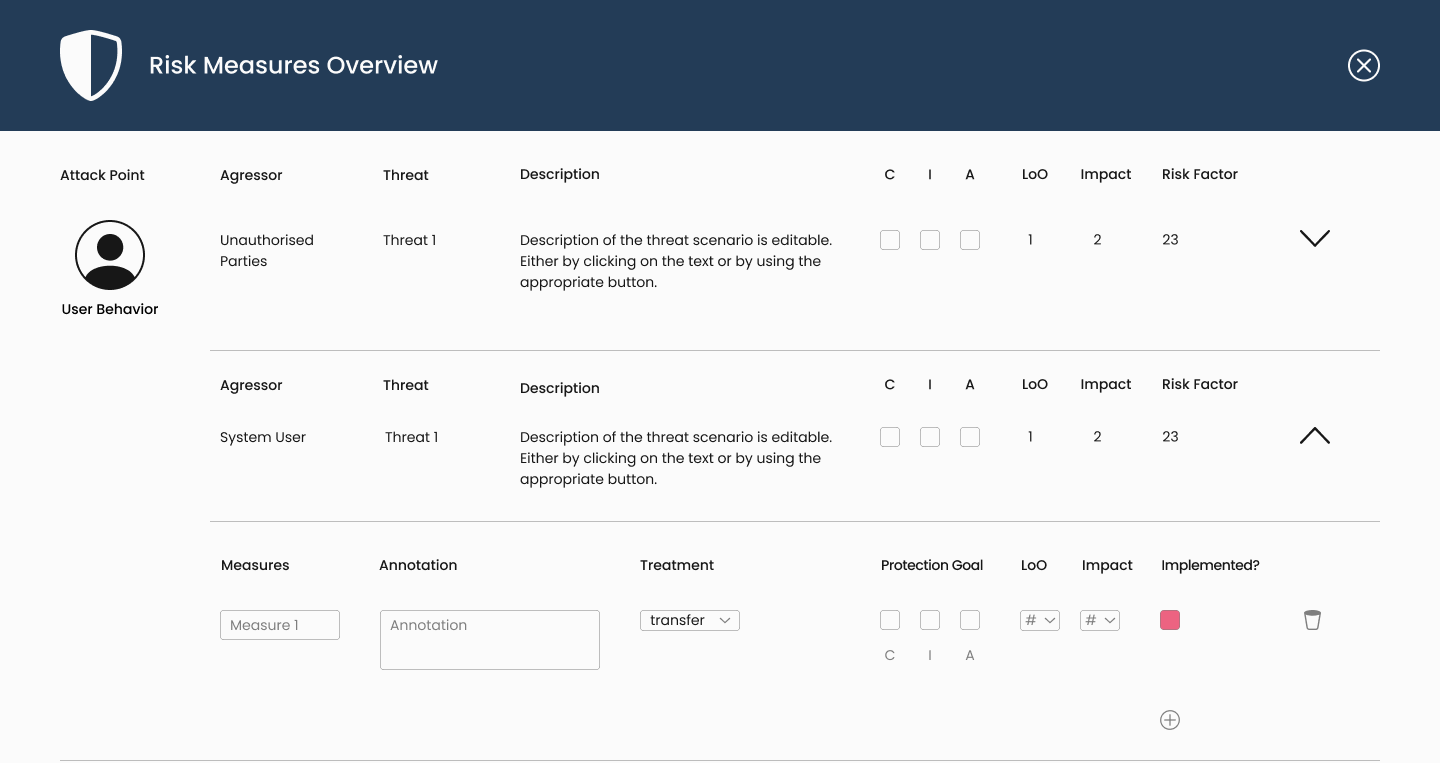 Risk Measures Overview
Attack Point Agressor Threat Description C I A LoO Impact Risk Factor
Unauthorised Threat 1 Description of the threat scenario is editable. 1 2 23
Parties Either by clicking on the text or by using the
appropriate button.
User Behavior
Agressor Threat Description C I A LoO Impact Risk Factor
System User Threat 1 Description of the threat scenario is editable. 1 2 23
Either by clicking on the text or by using the
appropriate button.
Measures Annotation Treatment Protection Goal LoO Impact Implemented?
Measure 1 Annotation transfer # #
C I A